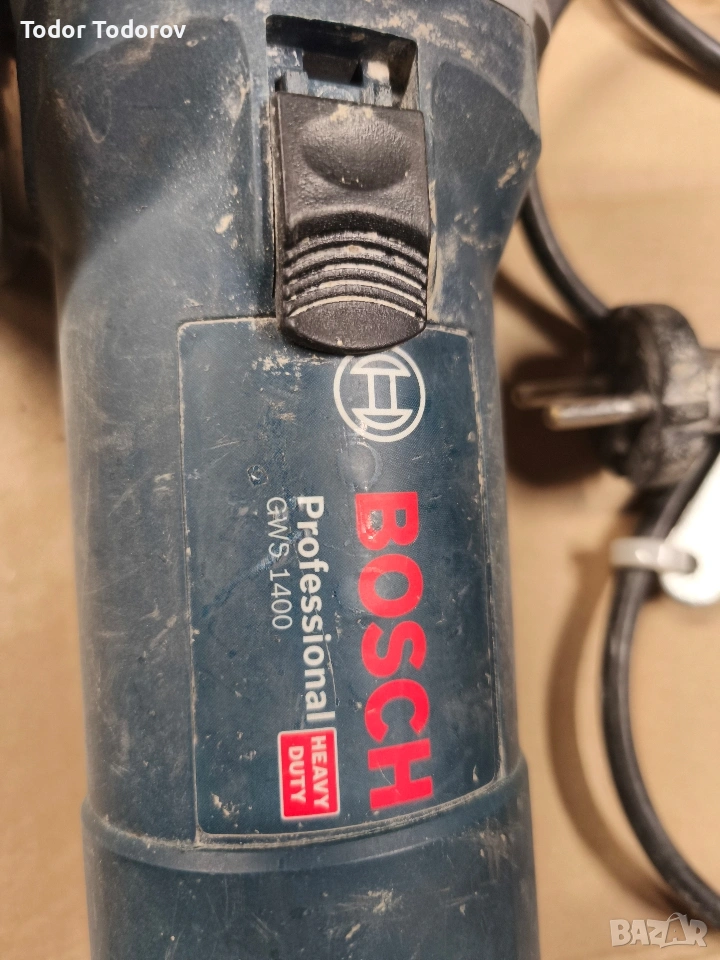 Todor Todorov
BOSCH
Professional
HEAVY
DUTY
GWS 1400
BAZAR